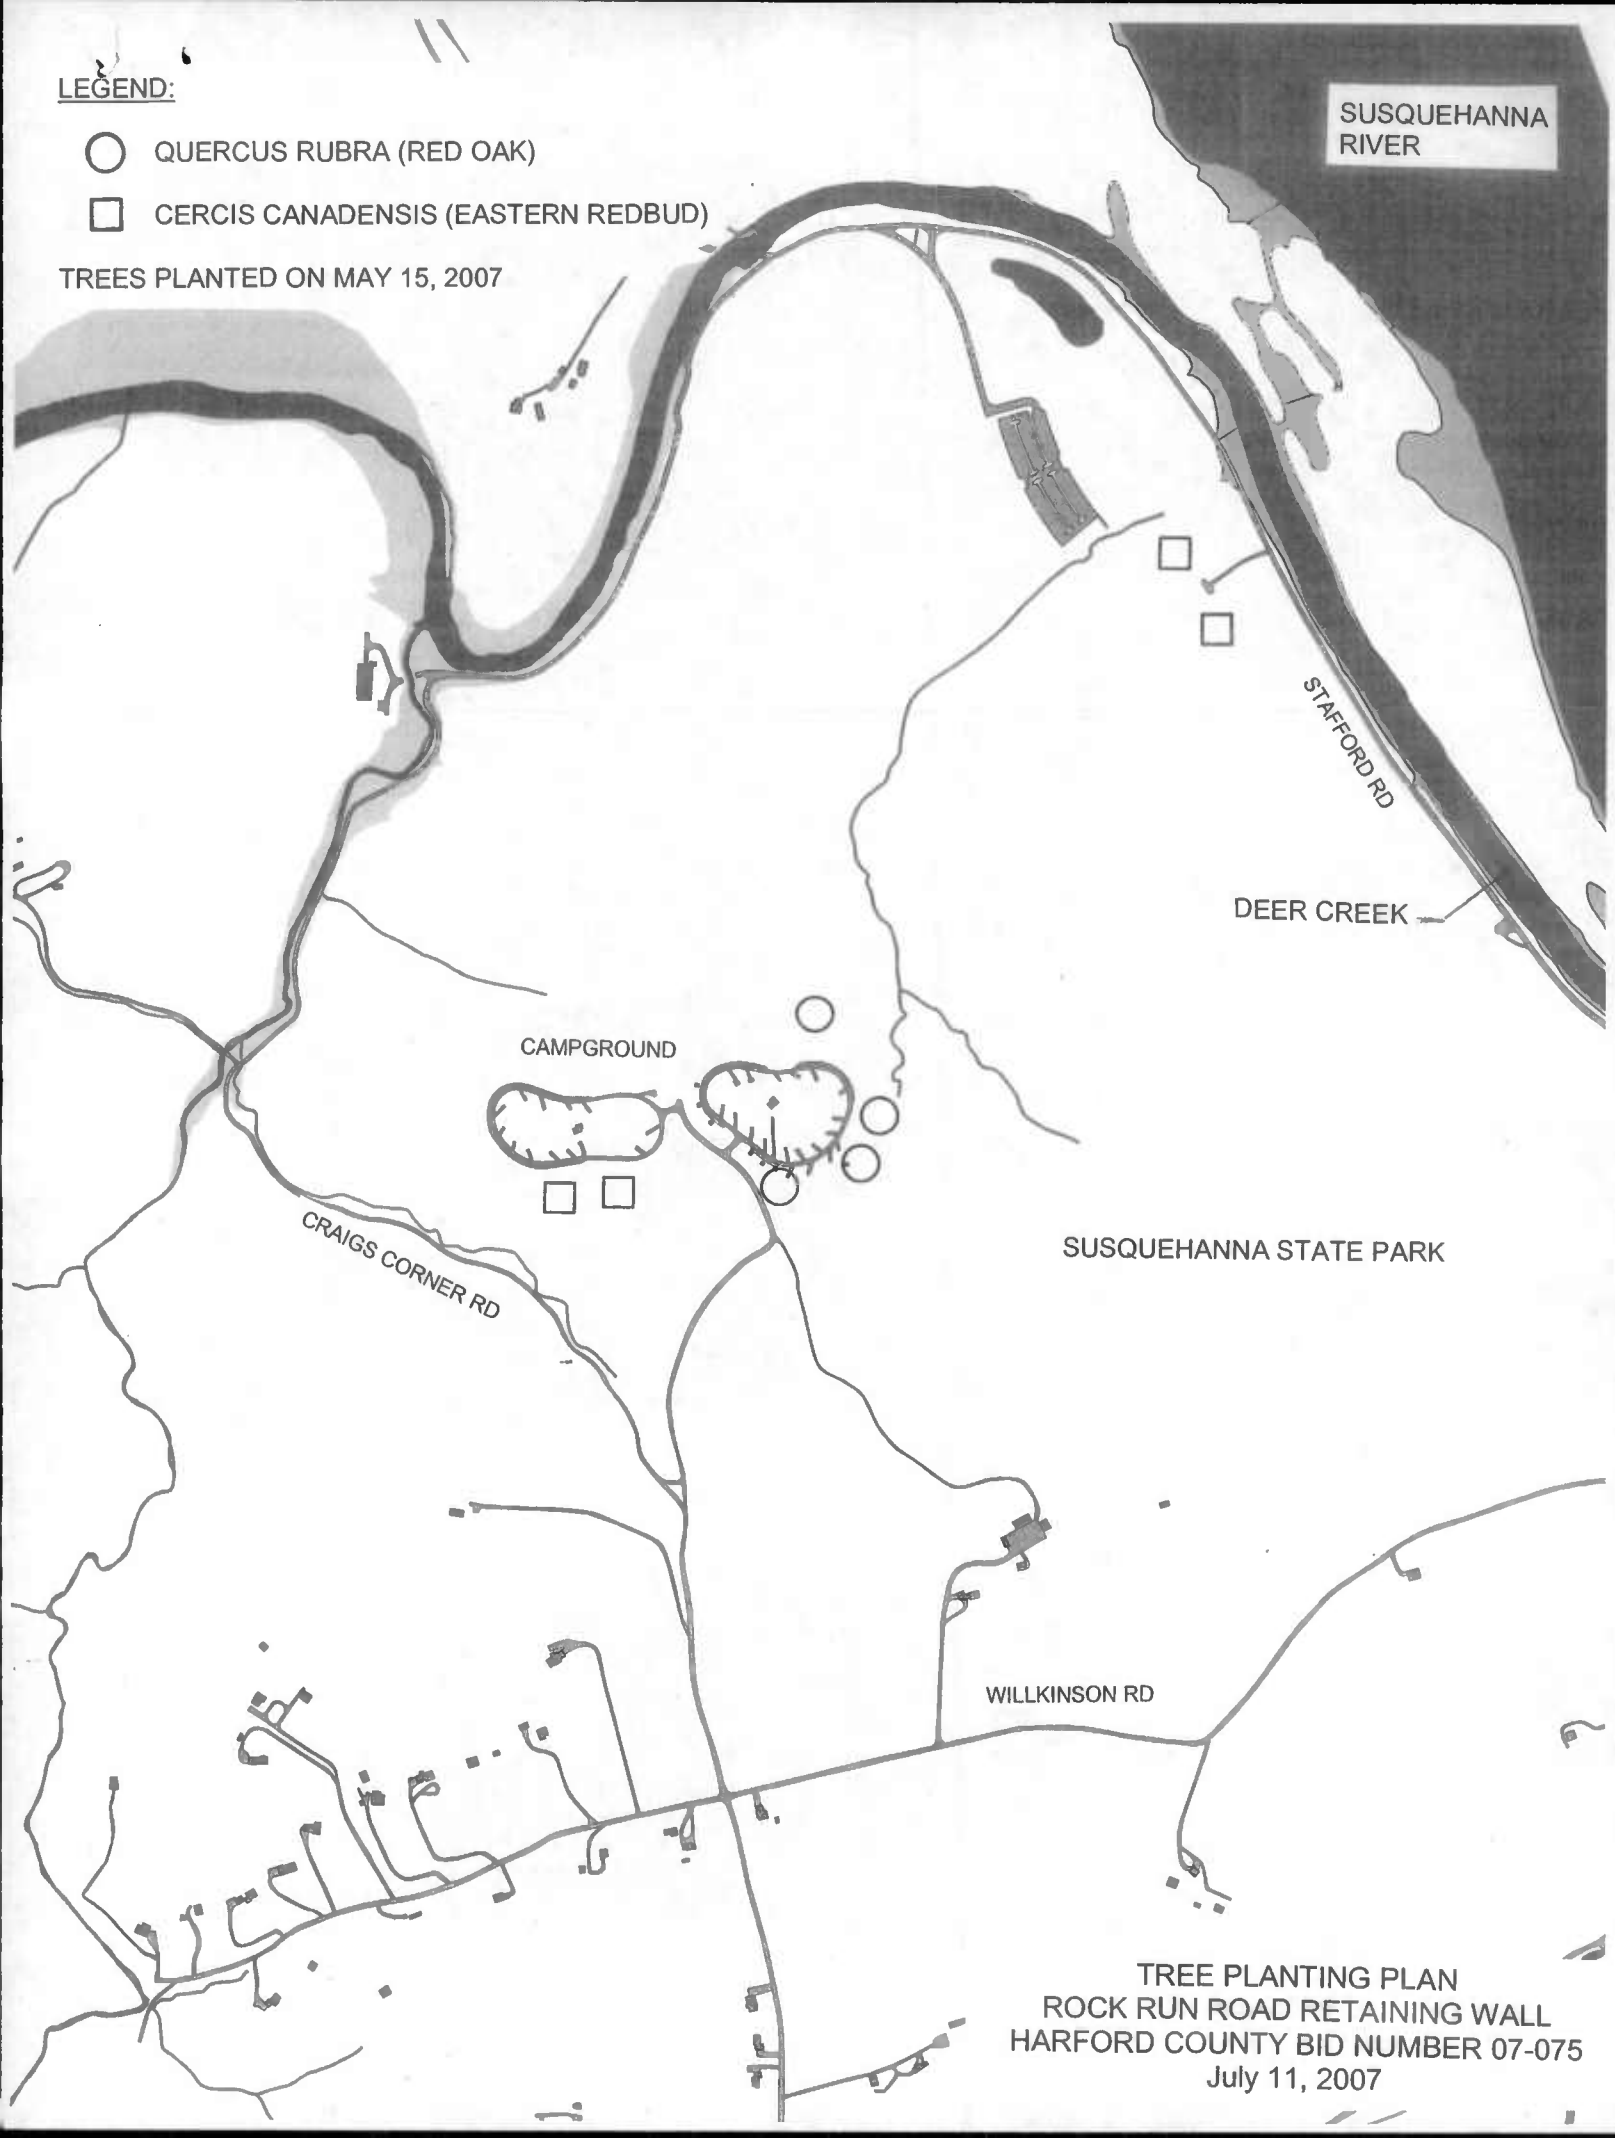 LEGEND:
QUERCUS RUBRA (RED OAK)
CERCIS CANADENSIS (EASTERN REDBUD)
TREES PLANTED ON MAY 15, 2007
SUSQUEHANNA
RIVER
STAFFORD RD
DEER CREEK
CAMPGROUND
CRAIGS CORNER RD
SUSQUEHANNA STATE PARK
WILLKINSON RD
TREE PLANTING PLAN
ROCK RUN ROAD RETAINING WALL
HARFORD COUNTY BID NUMBER 07-075
July 11, 2007